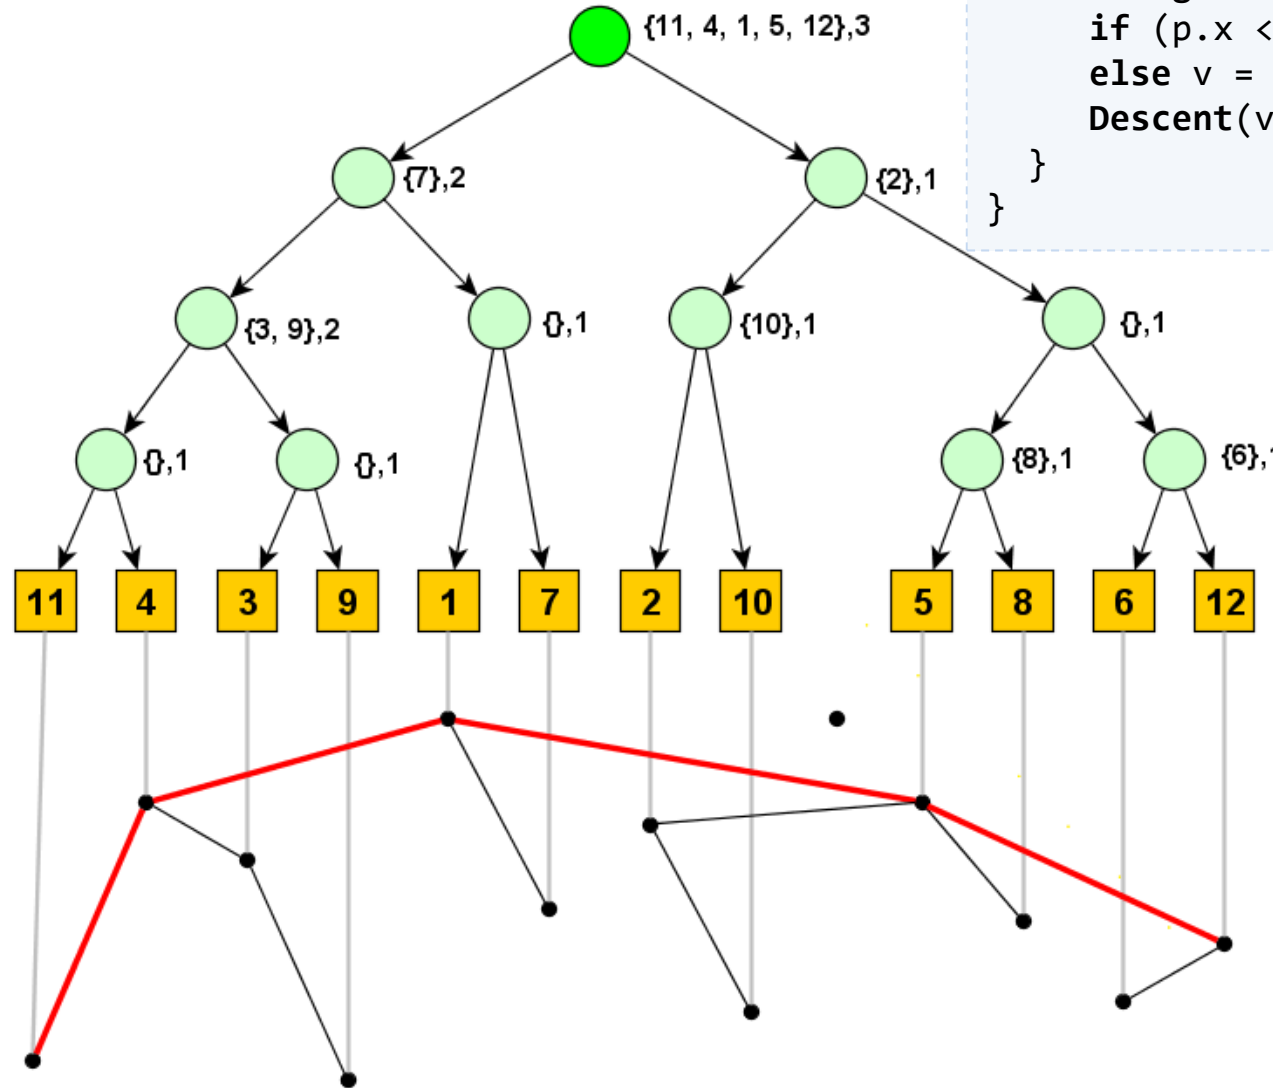 if (p.x <
else v =
Descent(v
}
}
{11, 4, 1, 5, 12},3
{7},2
{2},1
{3, 9},2
{},1
{10},1
{},1
{},1
{},1
{8},1
{6},
11 4 3 9 1 7 2 10 5 8 6 12